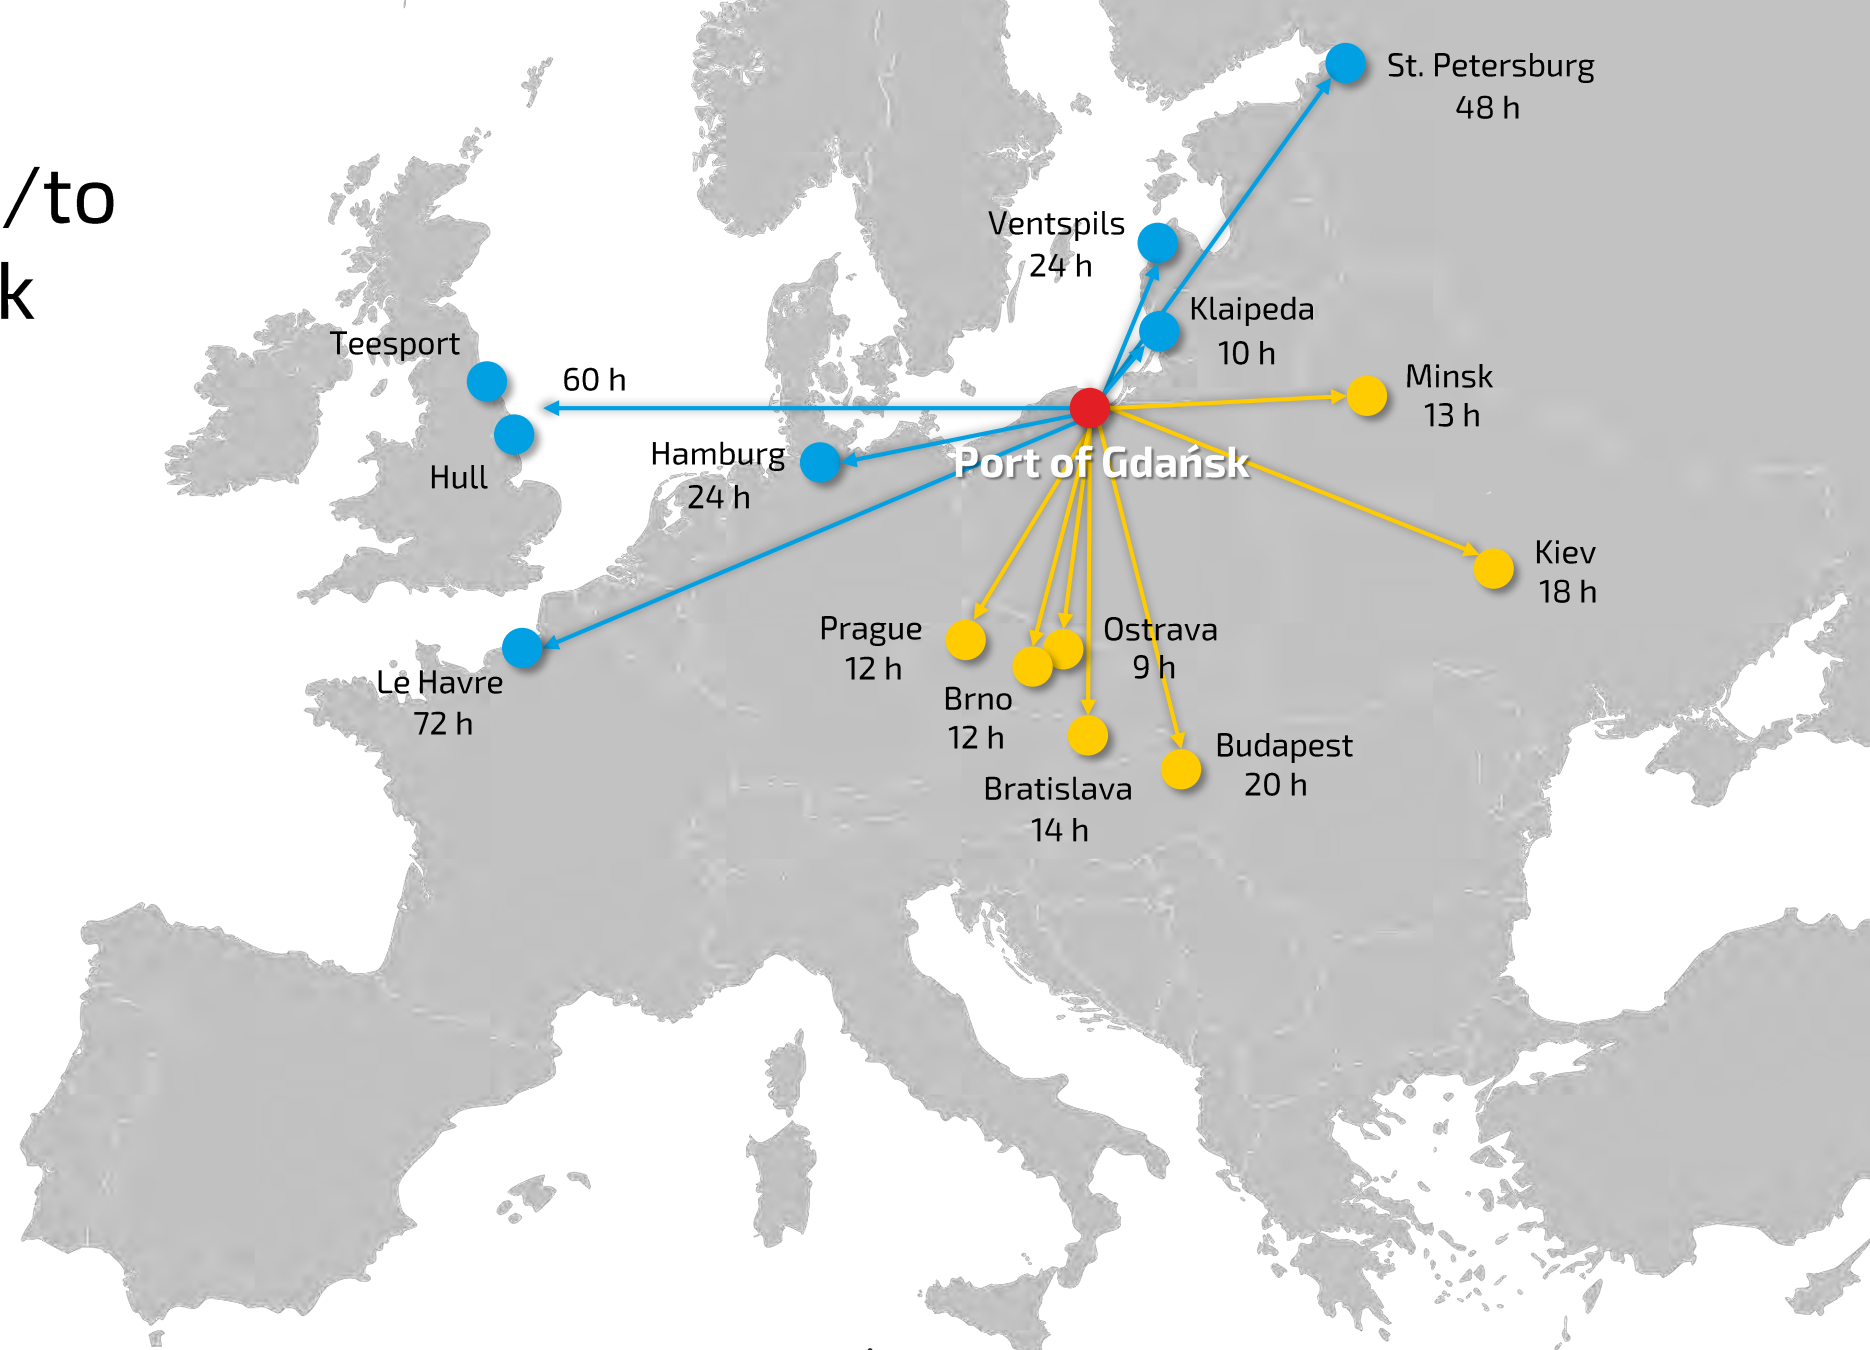 /to
k
St. Petersburg
48 h
Ventspils
24 h
Klaipeda
10 h
Teesport
60 h
Minsk
13 h
Hamburg
24 h
Port of Gdańsk
Hull
Kiev
18 h
Prague
12 h
Ostrava
9 h
Le Havre
72 h
Brno
12 h
Budapest
20 h
Bratislava
14 h